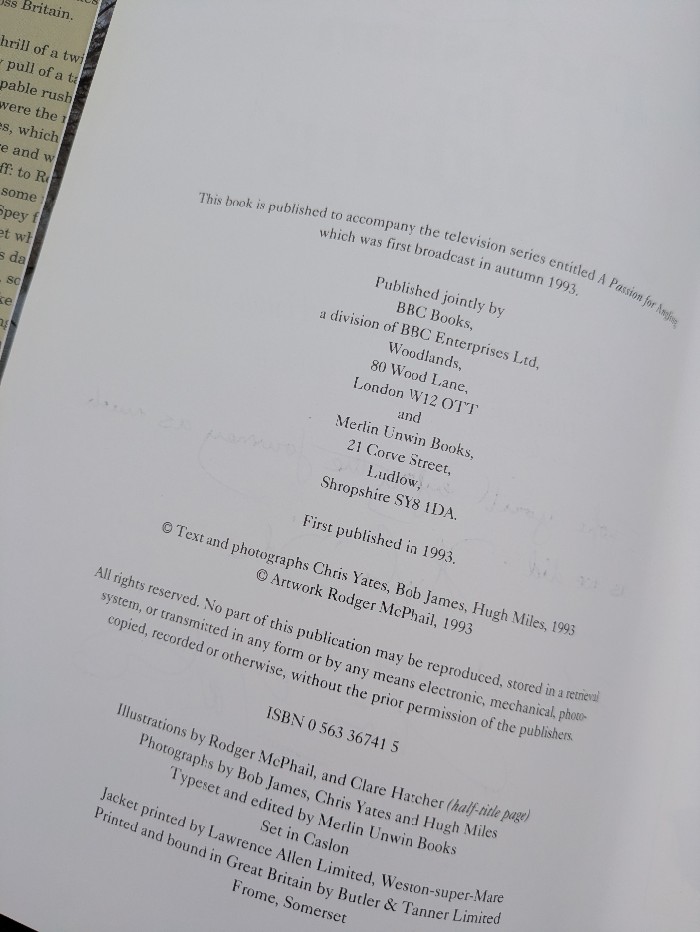 ss Britain.
hrill of a twi
pull of a ta
pable rush
were the
s, which
e and w
ff: to R
some
Spey f
et wh
s da
sc
ke
This book is published to accompany the television series entitled A Passion for Angling,
which was first broadcast in autumn 1993.
Published jointly by
BBC Books,
a division of BBC Enterprises Ltd,
Woodlands,
80 Wood Lane,
London W12 OTT
and
Merlin Unwin Books,
21 Corve Street,
Ludlow,
Shropshire SY8 1DA.
First published in 1993.
© Text and photographs Chris Yates, Bob James, Hugh Miles, 1993
© Artwork Rodger McPhail, 1993
All rights reserved. No part of this publication may be reproduced, stored in a retrieval
system, or transmitted in any form or by any means electronic, mechanical, photo-
copied, recorded or otherwise, without the prior permission of the publishers.
ISBN 0 563 36741 5
Illustrations by Rodger McPhail, and Clare Hatcher (half-title page)
Photographs by Bob James, Chris Yates and Hugh Miles
Typeset and edited by Merlin Unwin Books
Set in Caslon
Jacket printed by Lawrence Allen Limited, Weston-super-Mare
Printed and bound in Great Britain by Butler & Tanner Limited
Frome, Somerset